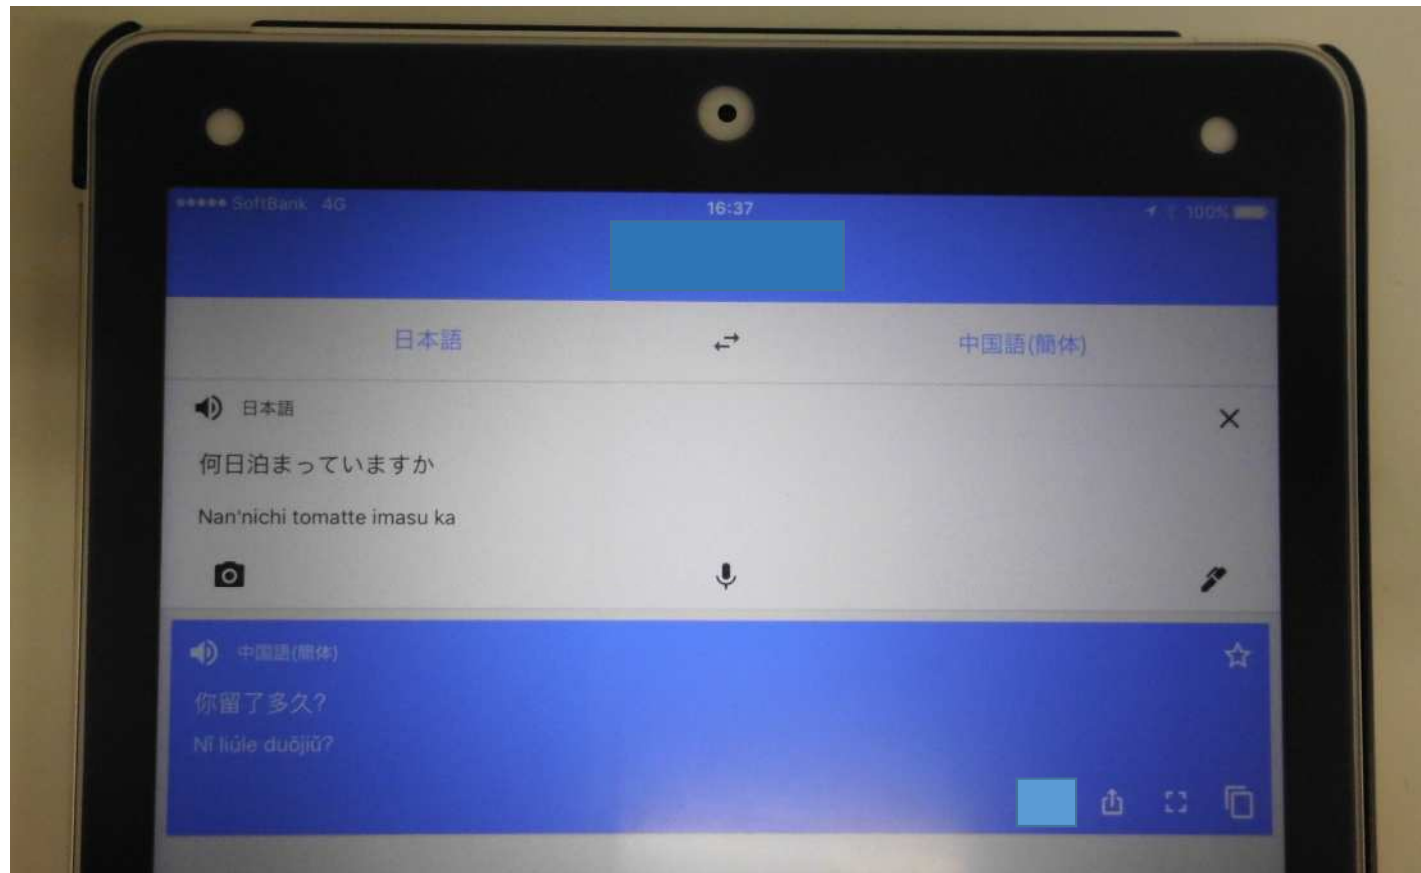 SoftBank 4G 16:37 100%
日本語 中国語(簡体)
日本語
何日泊まっていますか
Nan'nichi tomatte imasu ka
中国語(簡体)
你留了多久?
Nǐ liúle duōjiǔ?